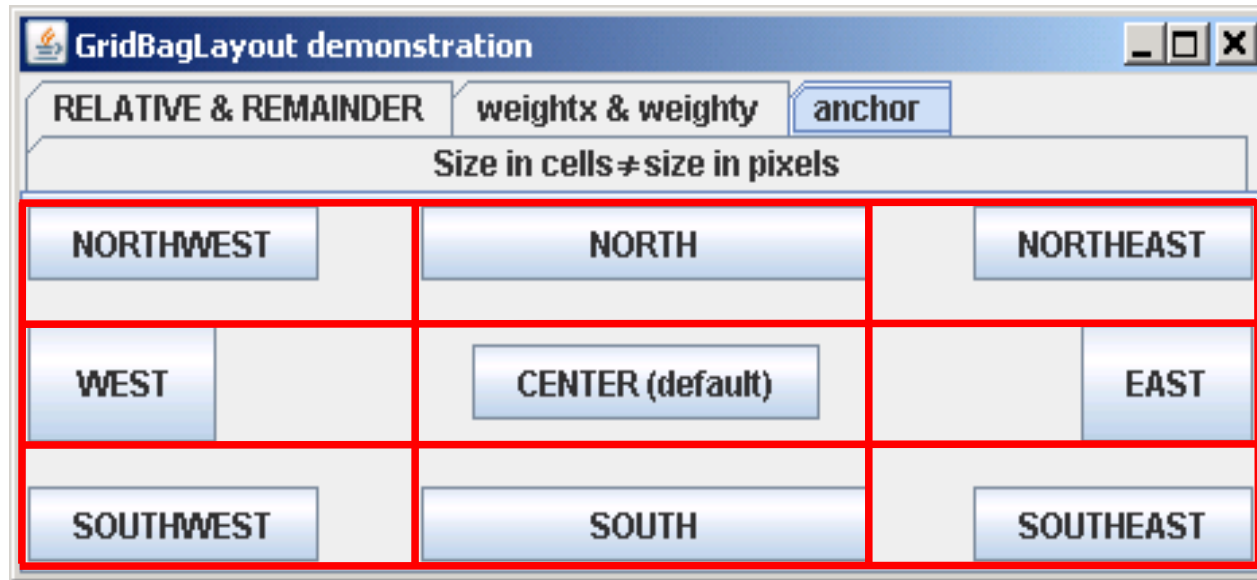 GridBagLayout demonstration
RELATIVE & REMAINDER weightx & weighty anchor
Size in cells≠size in pixels
NORTHWEST NORTH NORTHEAST
WEST CENTER (default) EAST
SOUTHWEST SOUTH SOUTHEAST